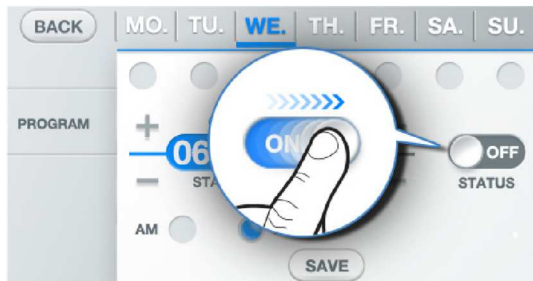 BACK MO. TU. WE. TH. FR. SA. SU.
PROGRAM
ON
06
OFF
STATUS
AM
SAVE